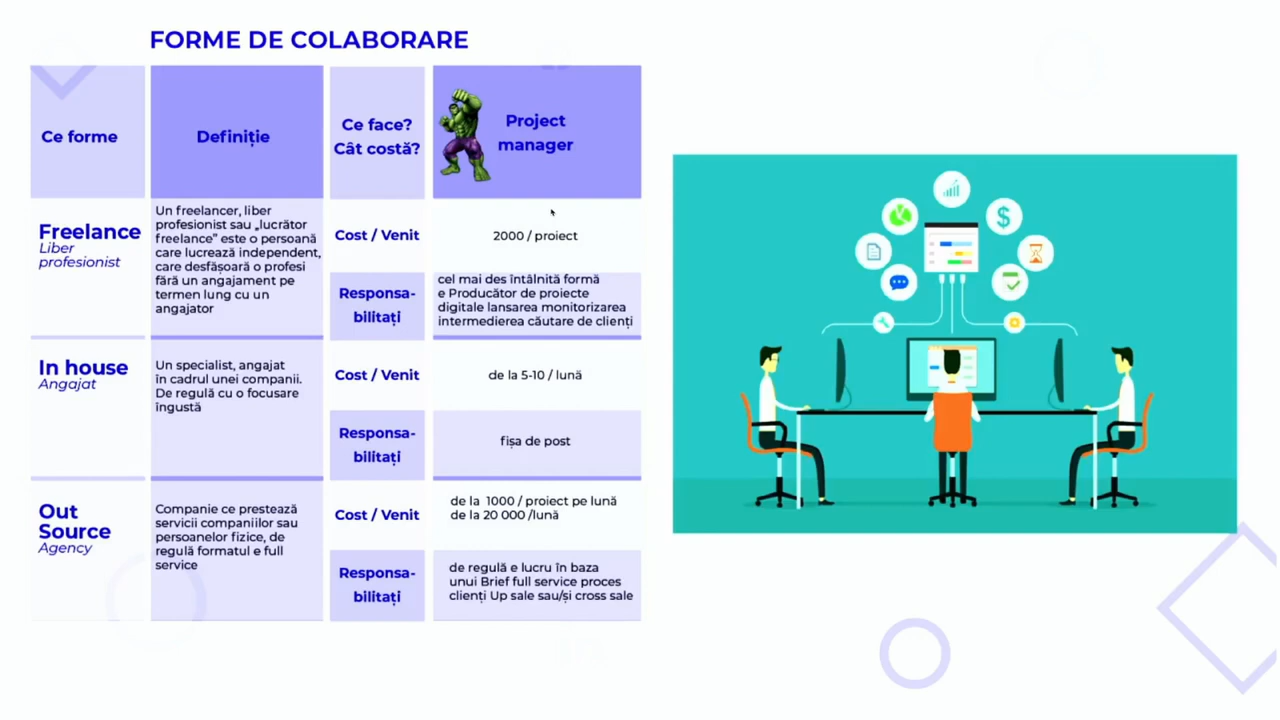 FORME DE COLABORARE
Ce forme
Definiție
Ce face?
Cât costă?
Project
manager
Freelance
Liber
profesionist
Un freelancer, liber
profesionist sau „lucrător
freelance” este o persoană
care lucrează independent,
care desfășoară o profesi
fără un angajament pe
termen lung cu un
angajator
Cost / Venit
2000 / proiect
Responsa-
bilitați
cel mai des întâlnită formă
e Producător de proiecte
digitale lansarea monitorizarea
intermedierea căutare de clienți
In house
Angajat
Un specialist, angajat
în cadrul unei companii.
De regulă cu o focusare
îngustă
Cost / Venit
de la 5-10 / lună
Responsa-
bilitați
fișa de post
Out
Source
Agency
Companie ce prestează
servicii companiilor sau
persoanelor fizice, de
regulă formatul e full
service
Cost / Venit
de la 1000 / proiect pe lună
de la 20 000 /lună
Responsa-
bilitați
de regulă e lucru în baza
unui Brief full service proces
clienți Up sale sau/și cross sale
$